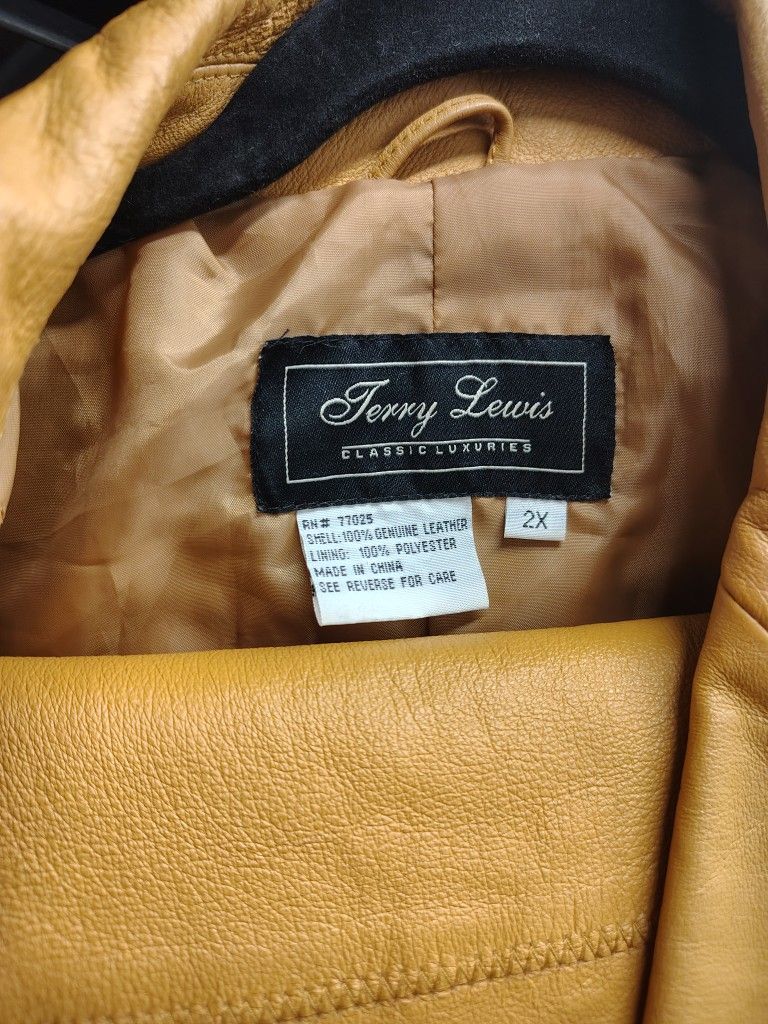 Terry Lewis
CLASSIC LUXURIES
RN# 77025
SHELL:100% GENUINE LEATHER
LINING: 100% POLYESTER
MADE IN CHINA
SEE REVERSE FOR CARE
2X